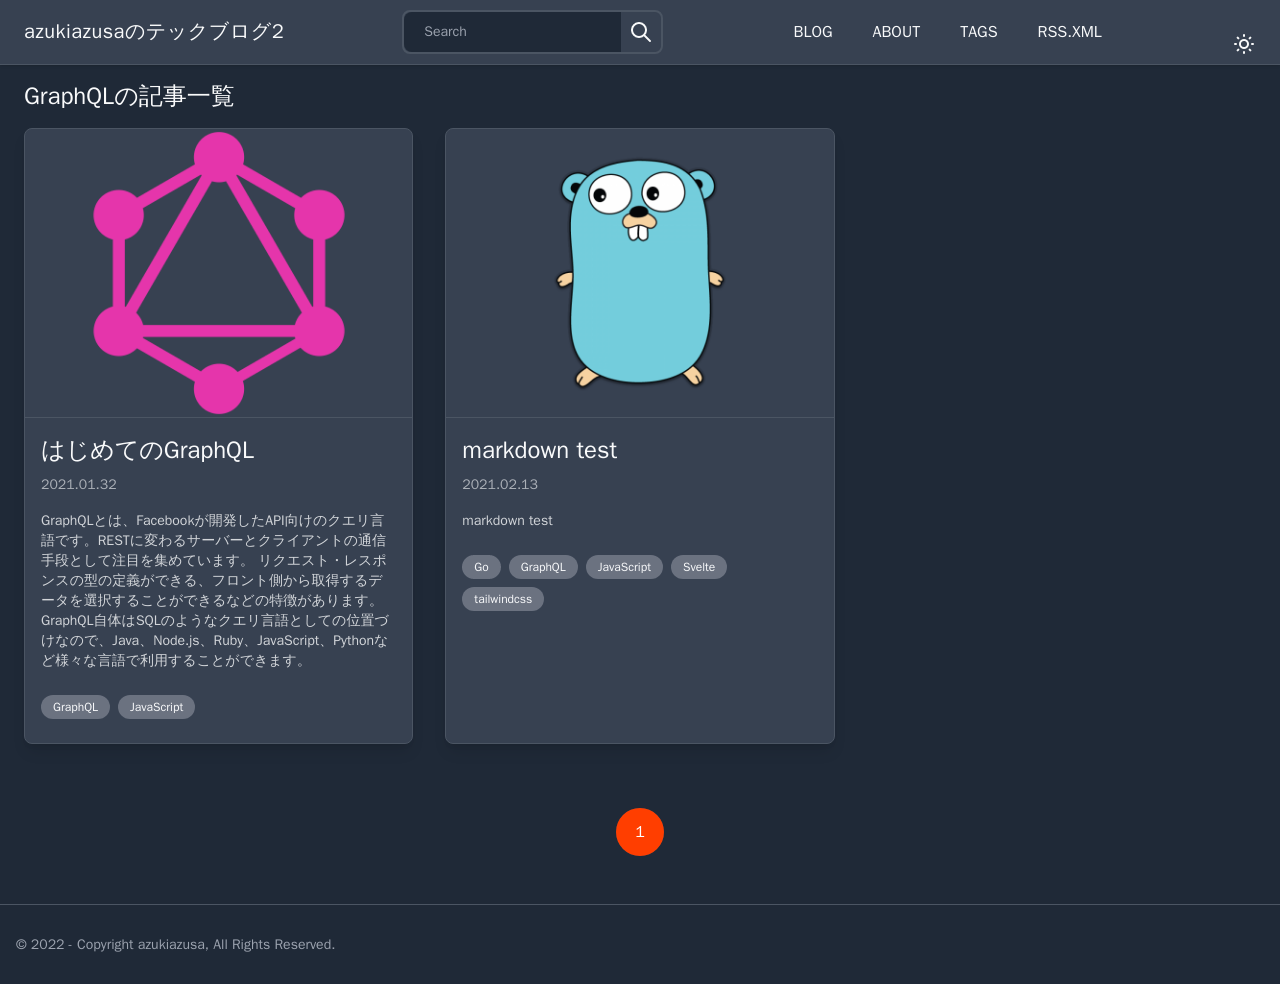 azukiazusaのテックブログ2
Search
BLOG
ABOUT
TAGS
RSS.XML
GraphQLの記事一覧
はじめてのGraphQL
2021.01.32
GraphQLとは、Facebookが開発したAPI向けのクエリ言
語です。RESTに変わるサーバーとクライアントの通信
手段として注目を集めています。 リクエスト・レスポ
ンスの型の定義ができる、フロント側から取得するデ
ータを選択することができるなどの特徴があります。
GraphQL自体はSQLのようなクエリ言語としての位置づ
けなので、Java、Node.js、Ruby、JavaScript、Pythonな
ど様々な言語で利用することができます。
GraphQL
JavaScript
markdown test
2021.02.13
markdown test
Go
GraphQL
JavaScript
Svelte
tailwindcss
1
© 2022 - Copyright azukiazusa, All Rights Reserved.